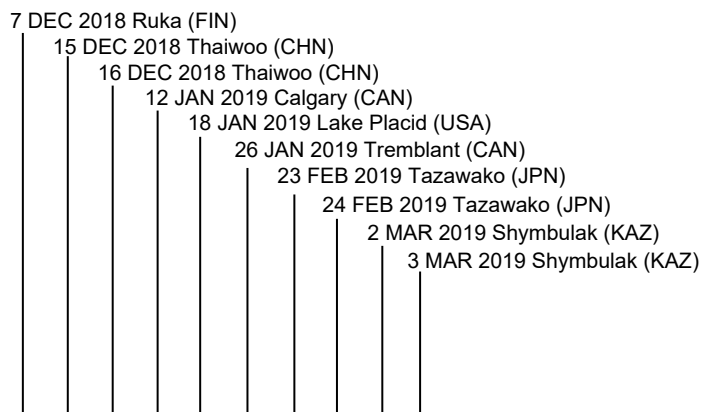 7 DEC 2018 Ruka (FIN)
15 DEC 2018 Thaiwoo (CHN)
16 DEC 2018 Thaiwoo (CHN)
12 JAN 2019 Calgary (CAN)
18 JAN 2019 Lake Placid (USA)
26 JAN 2019 Tremblant (CAN)
23 FEB 2019 Tazawako (JPN)
24 FEB 2019 Tazawako (JPN)
2 MAR 2019 Shymbulak (KAZ)
3 MAR 2019 Shymbulak (KAZ)